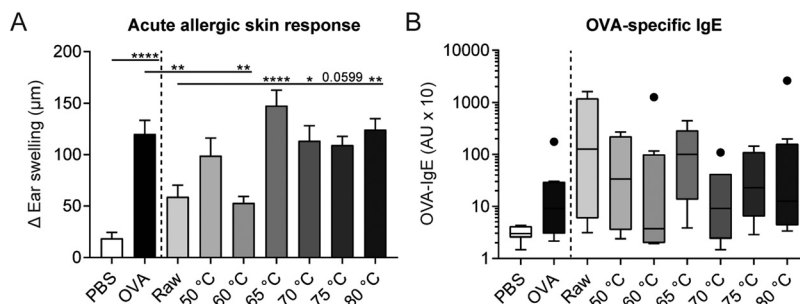 A
Acute allergic skin response
Δ Ear swelling (µm)
200
150
100
50
0
****
**
**
****
*
0.0599
**
PBS
OVA
Raw
50 °C
60 °C
65 °C
70 °C
75 °C
80 °C
B
OVA-specific IgE
OVA-IgE (AU x 10)
10000
1000
100
10
1
PBS
OVA
Raw
50 °C
60 °C
65 °C
70 °C
75 °C
80 °C